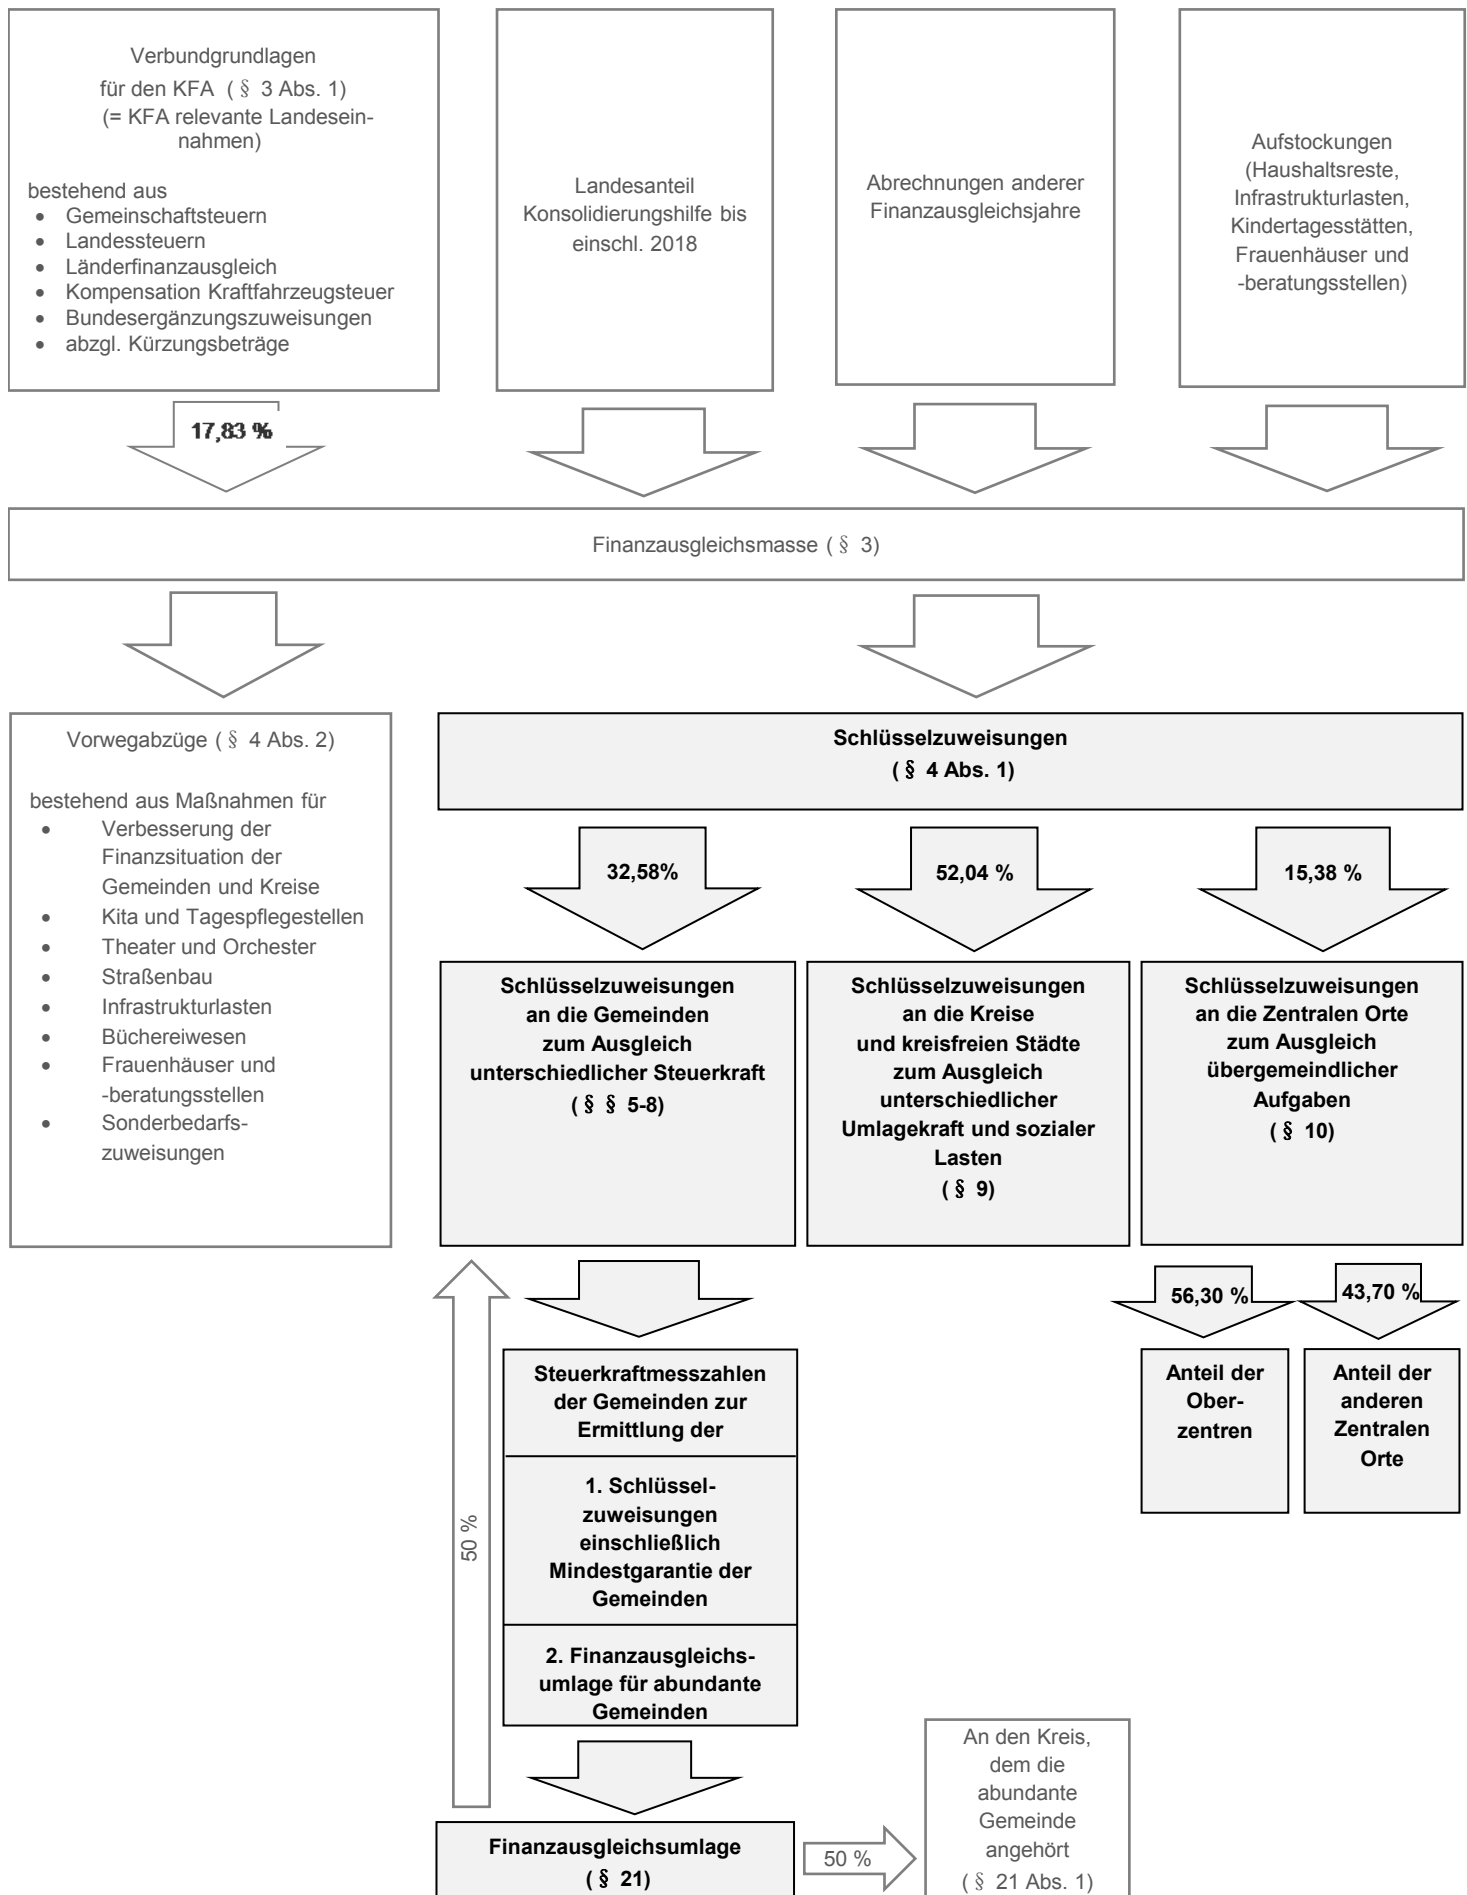 Verbundgrundlagen
für den KFA ( § 3 Abs. 1)
(= KFA relevante Landesein-
nahmen)
bestehend aus
• Gemeinschaftsteuern
• Landessteuern
• Länderfinanzausgleich
• Kompensation Kraftfahrzeugsteuer
• Bundesergänzungszuweisungen
• abzgl. Kürzungsbeträge
Landesanteil
Konsolidierungshilfe bis
einschl. 2018
Abrechnungen anderer
Finanzausgleichsjahre
Aufstockungen
(Haushaltsreste,
Infrastrukturlasten,
Kindertagesstätten,
Frauenhäuser und
-beratungsstellen)
17,83 %
Finanzausgleichsmasse ( § 3)
Vorwegabzüge ( § 4 Abs. 2)
bestehend aus Maßnahmen für
• Verbesserung der
Finanzsituation der
Gemeinden und Kreise
• Kita und Tagespflegestellen
• Theater und Orchester
• Straßenbau
• Infrastrukturlasten
• Büchereiwesen
• Frauenhäuser und
-beratungsstellen
• Sonderbedarfs-
zuweisungen
Schlüsselzuweisungen
( § 4 Abs. 1)
32,58%
52,04 %
15,38 %
Schlüsselzuweisungen
an die Gemeinden
zum Ausgleich
unterschiedlicher Steuerkraft
( § § 5-8)
Schlüsselzuweisungen
an die Kreise
und kreisfreien Städte
zum Ausgleich
unterschiedlicher
Umlagekraft und sozialer
Lasten
( § 9)
Schlüsselzuweisungen
an die Zentralen Orte
zum Ausgleich
übergemeindlicher
Aufgaben
( § 10)
56,30 %
43,70 %
Anteil der
Ober-
zentren
Anteil der
anderen
Zentralen
Orte
50 %
Steuerkraftmesszahlen
der Gemeinden zur
Ermittlung der
1. Schlüssel-
zuweisungen
einschließlich
Mindestgarantie der
Gemeinden
2. Finanzausgleichs-
umlage für abundante
Gemeinden
Finanzausgleichsumlage
( § 21)
50 %
An den Kreis,
dem die
abundante
Gemeinde
angehört
( § 21 Abs. 1)